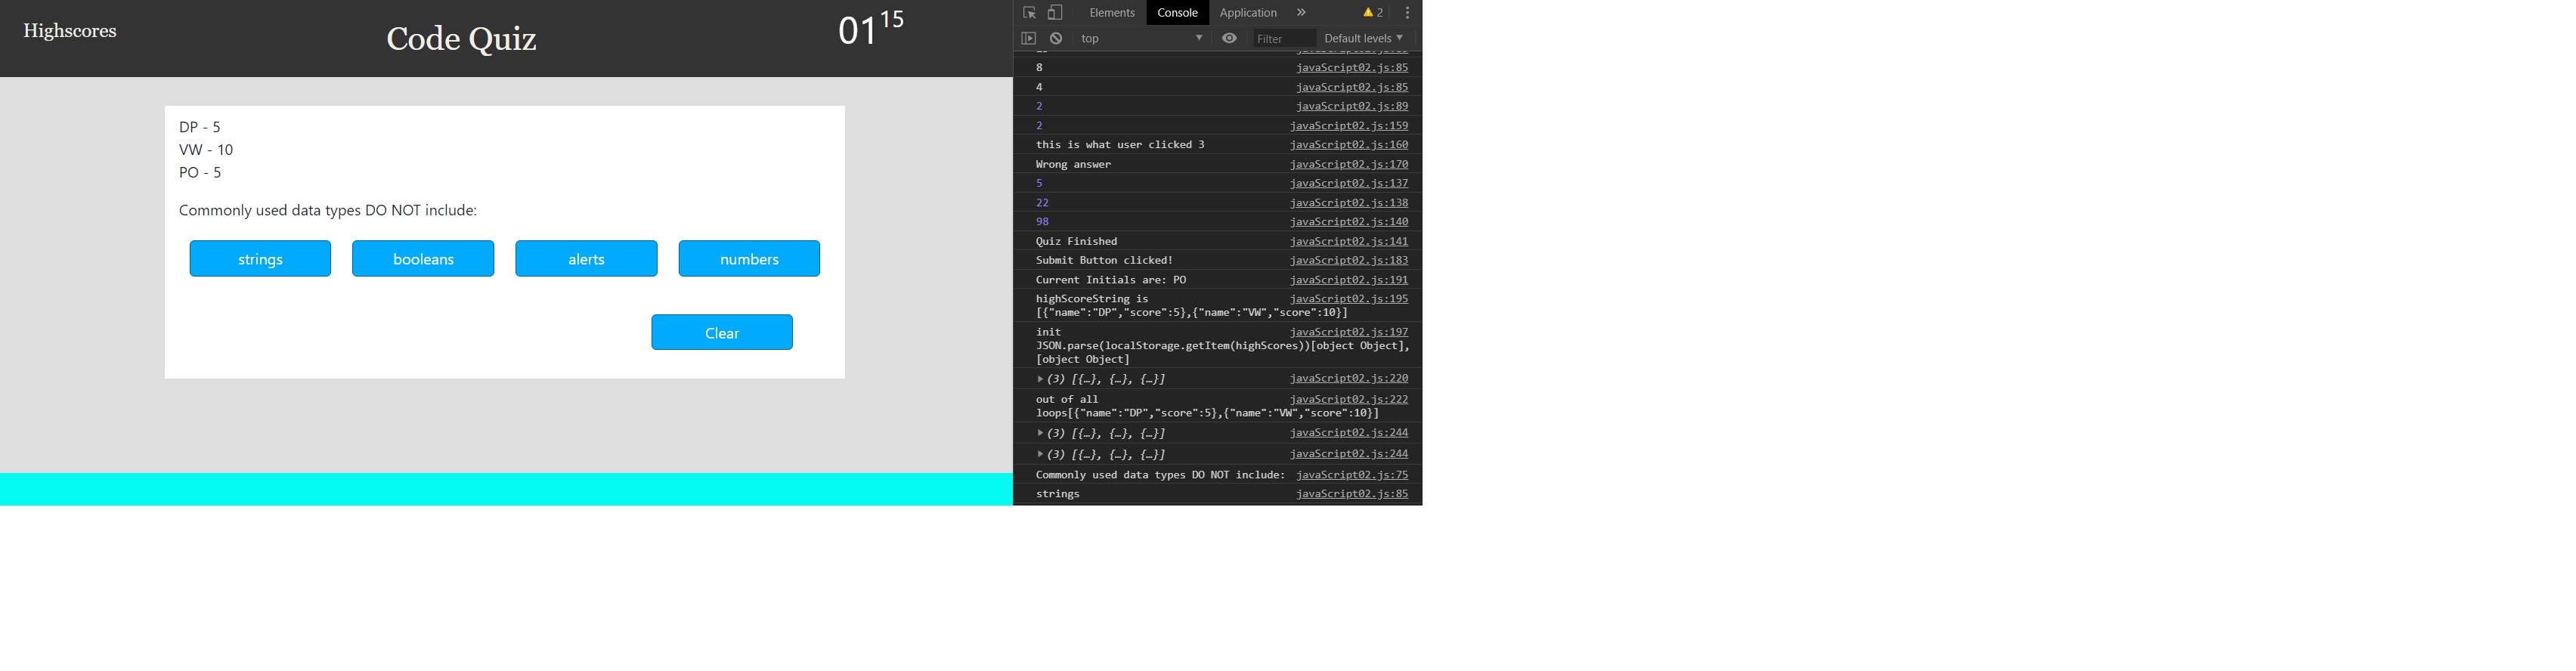 Highscores
Code Quiz
01 15
DP - 5
VW - 10
PO - 5
Commonly used data types DO NOT include:
strings
booleans
alerts
numbers
Clear
Elements Console Application » 2
top Filter Default levels
8 javaScript02.js:85
4 javaScript02.js:85
2 javaScript02.js:89
2 javaScript02.js:159
this is what user clicked 3 javaScript02.js:160
Wrong answer javaScript02.js:170
5 javaScript02.js:137
22 javaScript02.js:138
98 javaScript02.js:140
Quiz Finished javaScript02.js:141
Submit Button clicked! javaScript02.js:183
Current Initials are: PO javaScript02.js:191
highScoreString is javaScript02.js:195
[{"name":"DP","score":5},{"name":"VW","score":10}]
init javaScript02.js:197
JSON.parse(localStorage.getItem(highScores))[object Object],
[object Object]
(3) [{…}, {…}, {…}] javaScript02.js:220
out of all javaScript02.js:222
loops[{"name":"DP","score":5},{"name":"VW","score":10}]
(3) [{…}, {…}, {…}] javaScript02.js:244
(3) [{…}, {…}, {…}] javaScript02.js:244
Commonly used data types DO NOT include: javaScript02.js:75
strings javaScript02.js:85